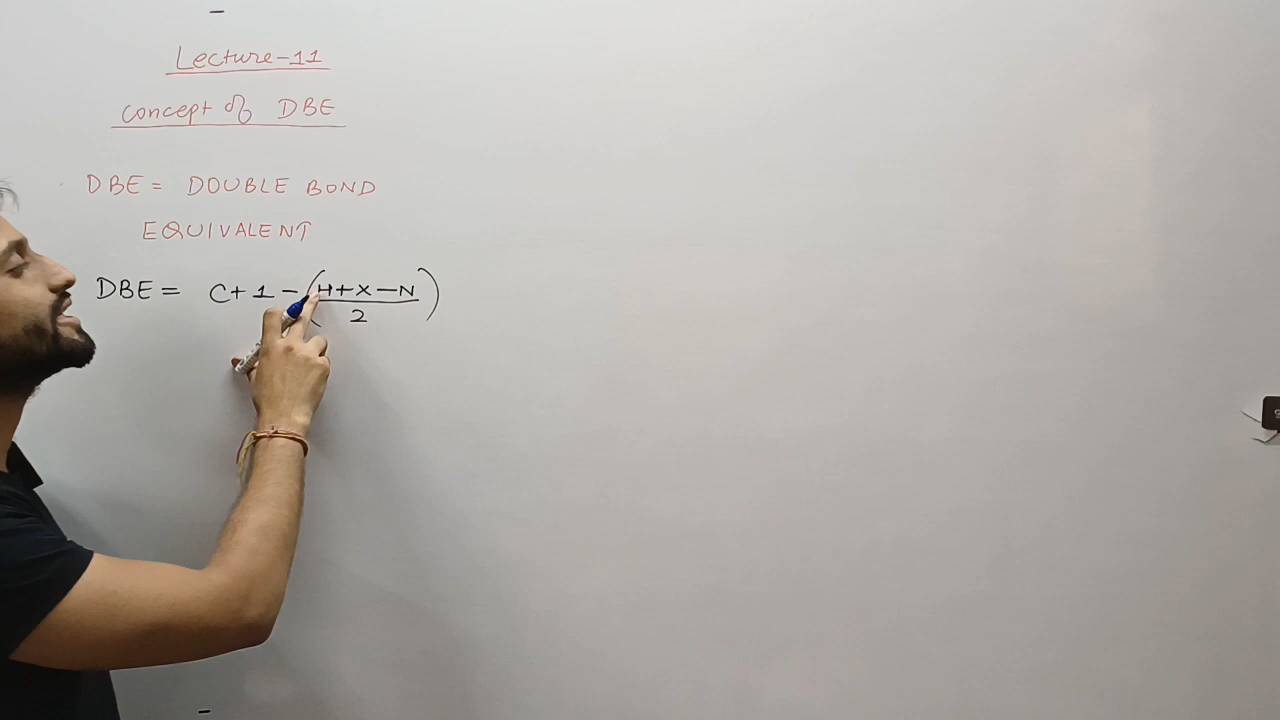 Lecture-11
Concept of DBE
DBE = DOUBLE BOND
EQUIVALENT
DBE = C + 1 - (H+X-N/2)